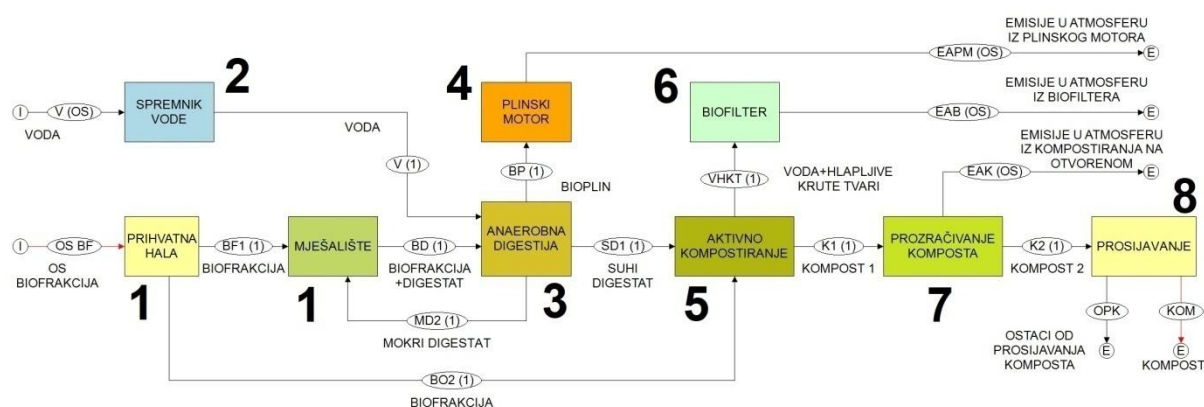 EMISIJE U ATMOSFERU
IZ PLINSKOG MOTORA
EAPM (OS)
E
2
4
6
EMISIJE U ATMOSFERU
IZ BIOFILTERA
I
V (OS)
VODA
SPREMNIK
VODE
VODA
PLINSKI
MOTOR
BIOFILTER
EAB (OS)
E
EMISIJE U ATMOSFERU
IZ KOMPOSTIRANJA NA
OTVORENOM
V (1)
BP (1)
BIOPLIN
VHKT (1)
VODA+HLAPLJIVE
KRUTE TVARI
EAK (OS)
E
8
I
OS BF
OS
BIOFRAKCIJA
PRIHVATNA
HALA
BF1 (1)
BIOFRAKCIJA
MJEŠALIŠTE
BD (1)
BIOFRAKCIJA
+DIGESTAT
ANAEROBNA
DIGESTIJA
SD1 (1)
SUHI
DIGESTAT
AKTIVNO
KOMPOSTIRANJE
K1 (1)
KOMPOST 1
PROZRAČIVANJE
KOMPOSTA
K2 (1)
KOMPOST 2
PROSIJAVANJE
1
1
3
5
7
MD2 (1)
MOKRI DIGESTAT
OPK
KOM
OSTACI OD
PROSIJAVANJA
KOMPOSTA
E
E
KOMPOST
BO2 (1)
BIOFRAKCIJA